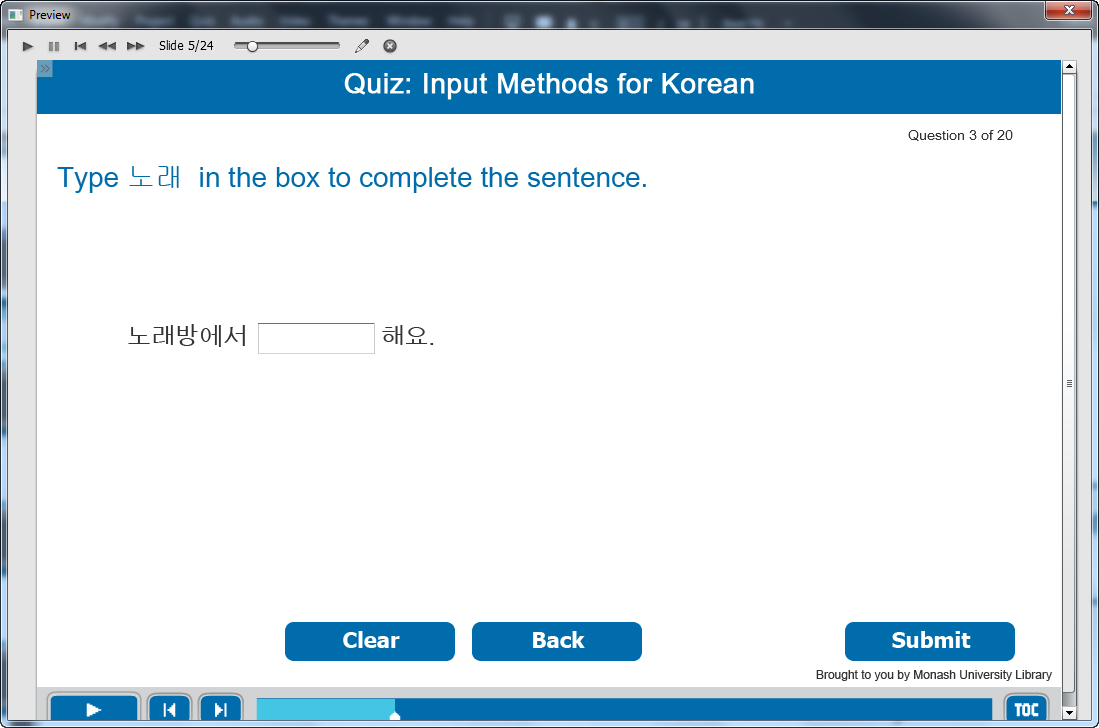 Preview
Slide 5/24
Quiz: Input Methods for Korean
Question 3 of 20
Type 노래 in the box to complete the sentence.
노래방에서 해요.
Clear Back Submit
Brought to you by Monash University Library
TOC